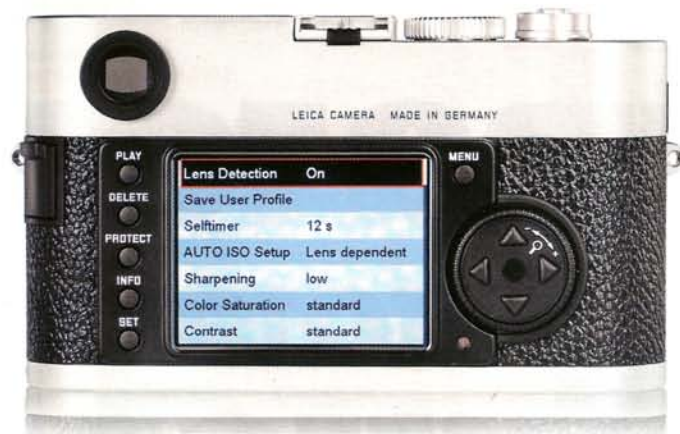 LEICA CAMERA MADE IN GERMANY
PLAY
DELETE
PROTECT
INFO
SET
MENU
Lens Detection On
Save User Profile
Selftimer 12 s
AUTO ISO Setup Lens dependent
Sharpening low
Color Saturation standard
Contrast standard